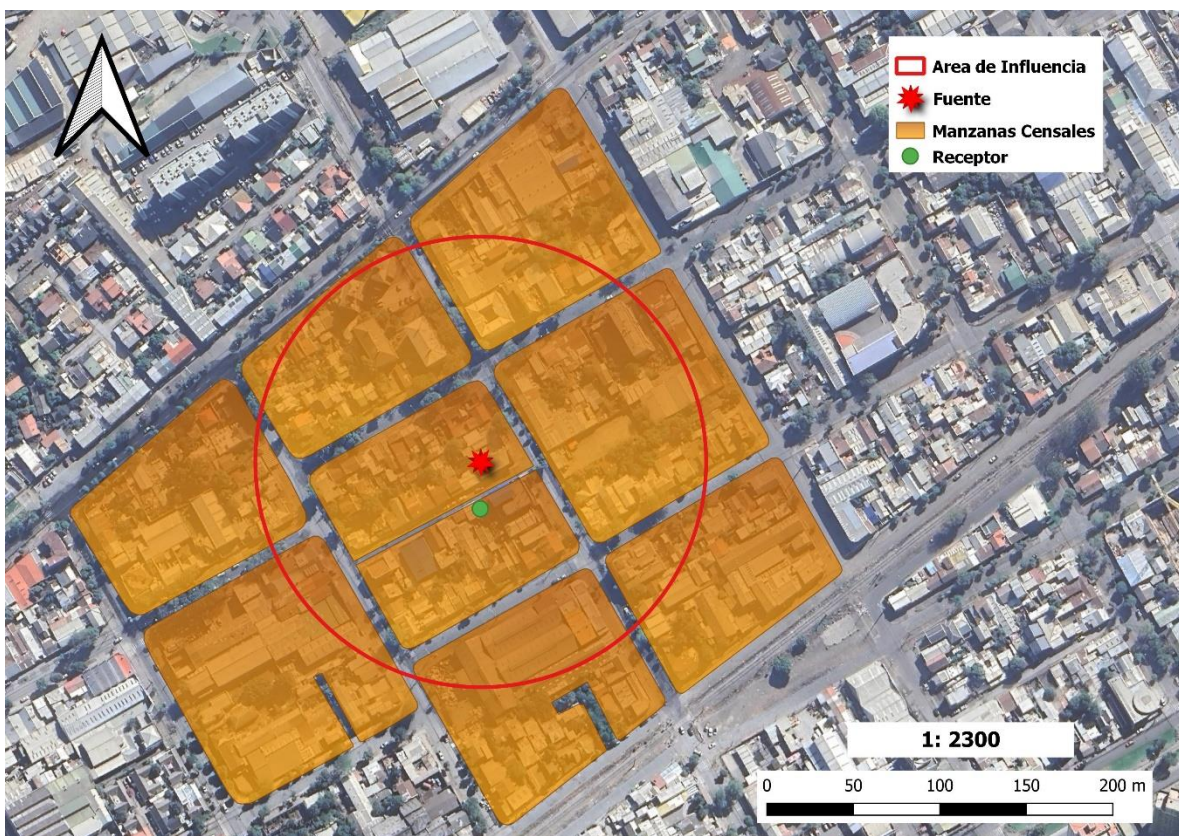 Area de Influencia
Fuente
Manzanas Censales
Receptor
1: 2300
0 50 100 150 200 m